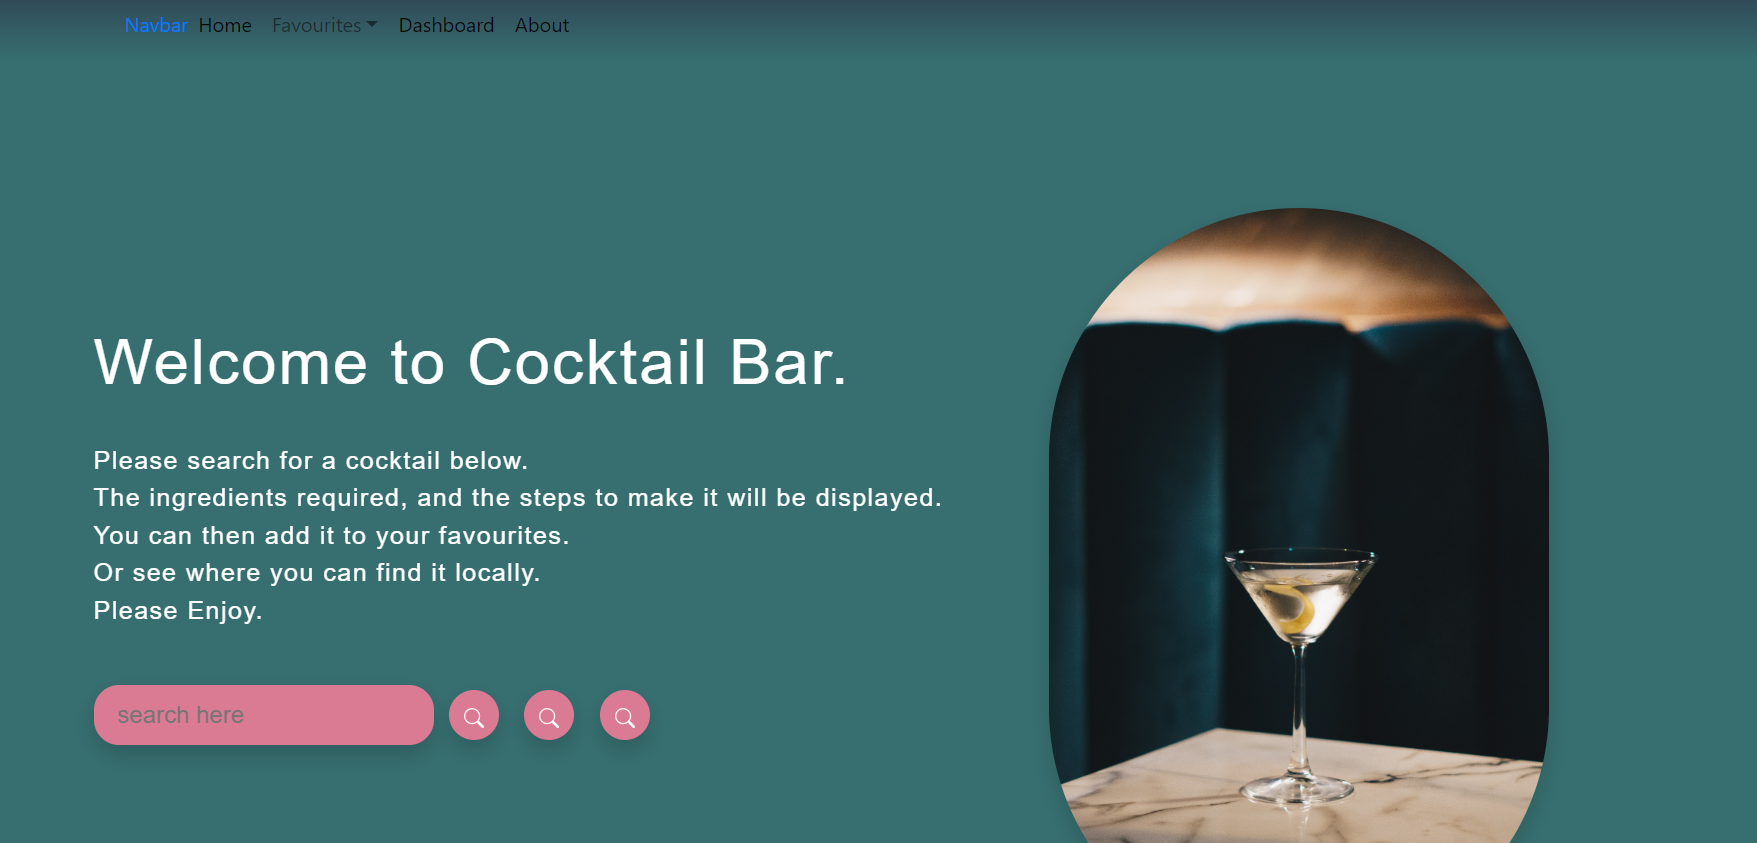 Navbar Home Favourites Dashboard About
Welcome to Cocktail Bar.
Please search for a cocktail below.
The ingredients required, and the steps to make it will be displayed.
You can then add it to your favourites.
Or see where you can find it locally.
Please Enjoy.
search here